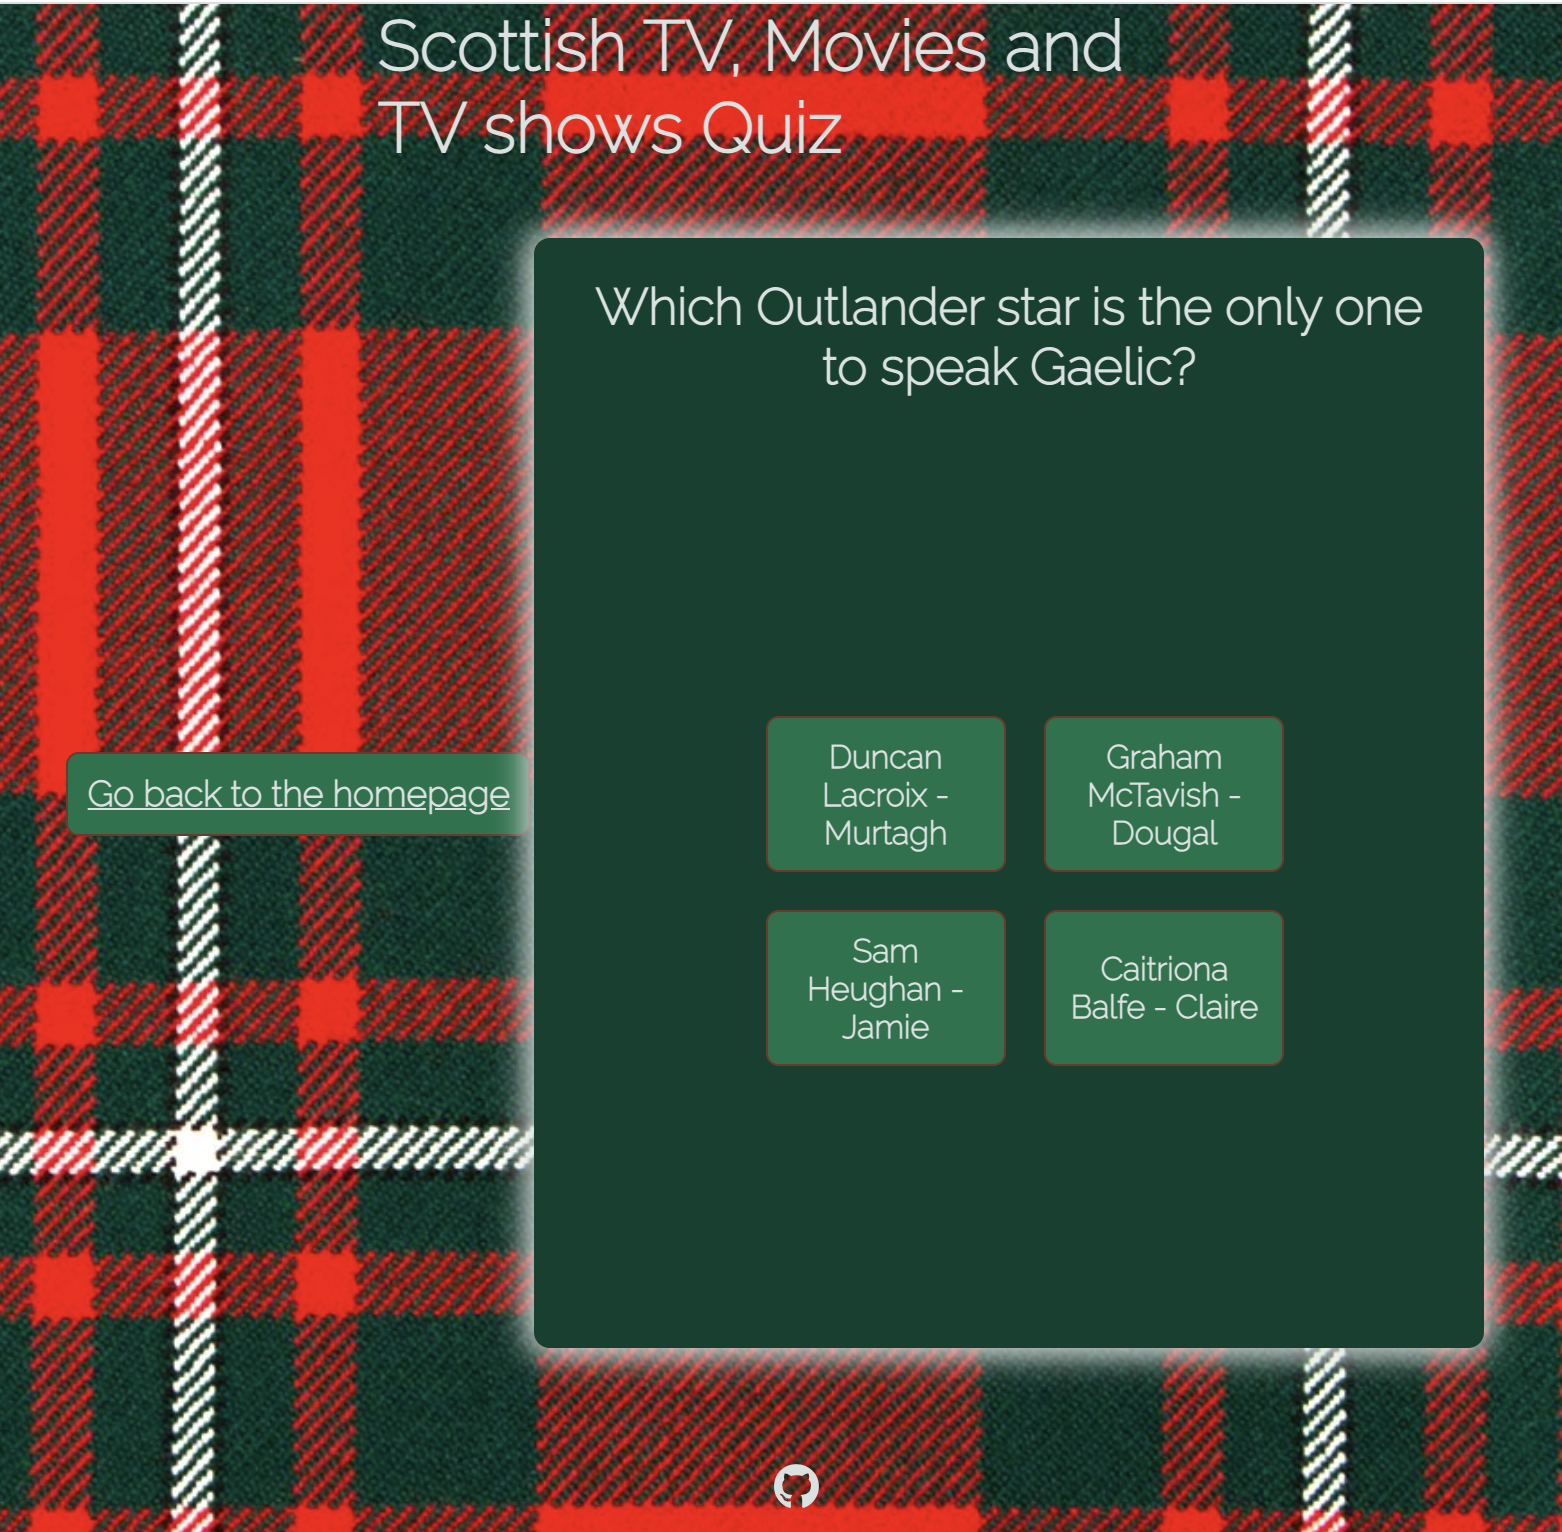 Scottish TV, Movies and
TV shows Quiz
Which Outlander star is the only one
to speak Gaelic?
Go back to the homepage
Duncan
Lacroix -
Murtagh
Graham
McTavish -
Dougal
Sam
Heughan -
Jamie
Caitriona
Balfe - Claire